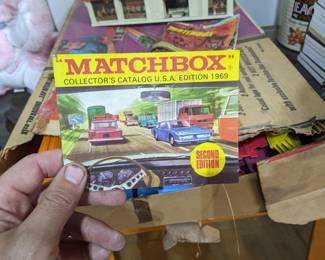 "MATCHBOX"®
COLLECTOR'S CATALOG U.S.A. EDITION 1969
SECOND
EDITION